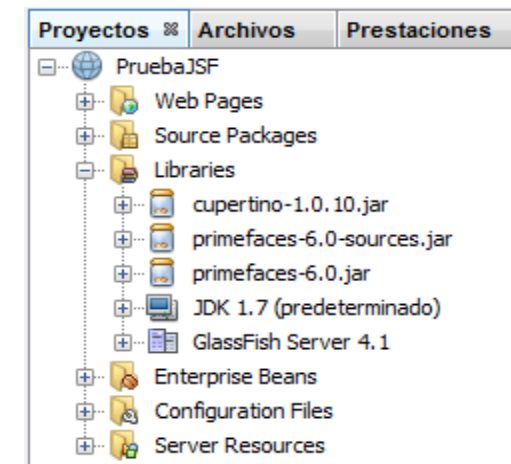 Proyectos Archivos Prestaciones
PruebaJSF
Web Pages
Source Packages
Libraries
cupertino-1.0.10.jar
primefaces-6.0-sources.jar
primefaces-6.0.jar
JDK 1.7 (predeterminado)
GlassFish Server 4.1
Enterprise Beans
Configuration Files
Server Resources